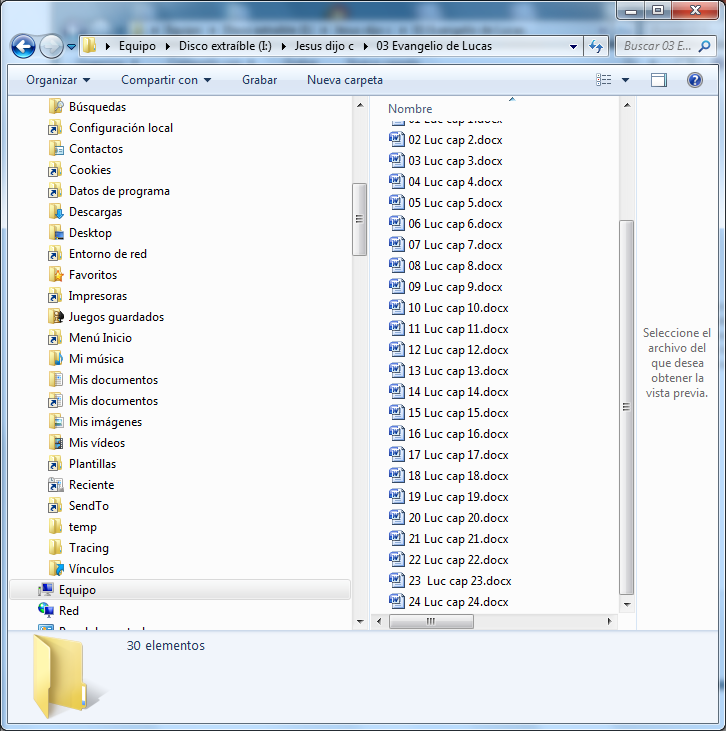 Equipo Disco extraíble (I:) Jesus dijo c 03 Evangelio de Lucas
Buscar 03 E...
Organizar Compartir con Grabar Nueva carpeta
Búsquedas
Configuración local
Contactos
Cookies
Datos de programa
Descargas
Desktop
Entorno de red
Favoritos
Impresoras
Juegos guardados
Menú Inicio
Mi música
Mis documentos
Mis documentos
Mis imágenes
Mis vídeos
Plantillas
Reciente
SendTo
temp
Tracing
Vínculos
Equipo
Red
Nombre
01 Luc cap 1.docx
02 Luc cap 2.docx
03 Luc cap 3.docx
04 Luc cap 4.docx
05 Luc cap 5.docx
06 Luc cap 6.docx
07 Luc cap 7.docx
08 Luc cap 8.docx
09 Luc cap 9.docx
10 Luc cap 10.docx
11 Luc cap 11.docx
12 Luc cap 12.docx
13 Luc cap 13.docx
14 Luc cap 14.docx
15 Luc cap 15.docx
16 Luc cap 16.docx
17 Luc cap 17.docx
18 Luc cap 18.docx
19 Luc cap 19.docx
20 Luc cap 20.docx
21 Luc cap 21.docx
22 Luc cap 22.docx
23  Luc cap 23.docx
24 Luc cap 24.docx
Seleccione el
archivo del
que desea
obtener la
vista previa.
30 elementos